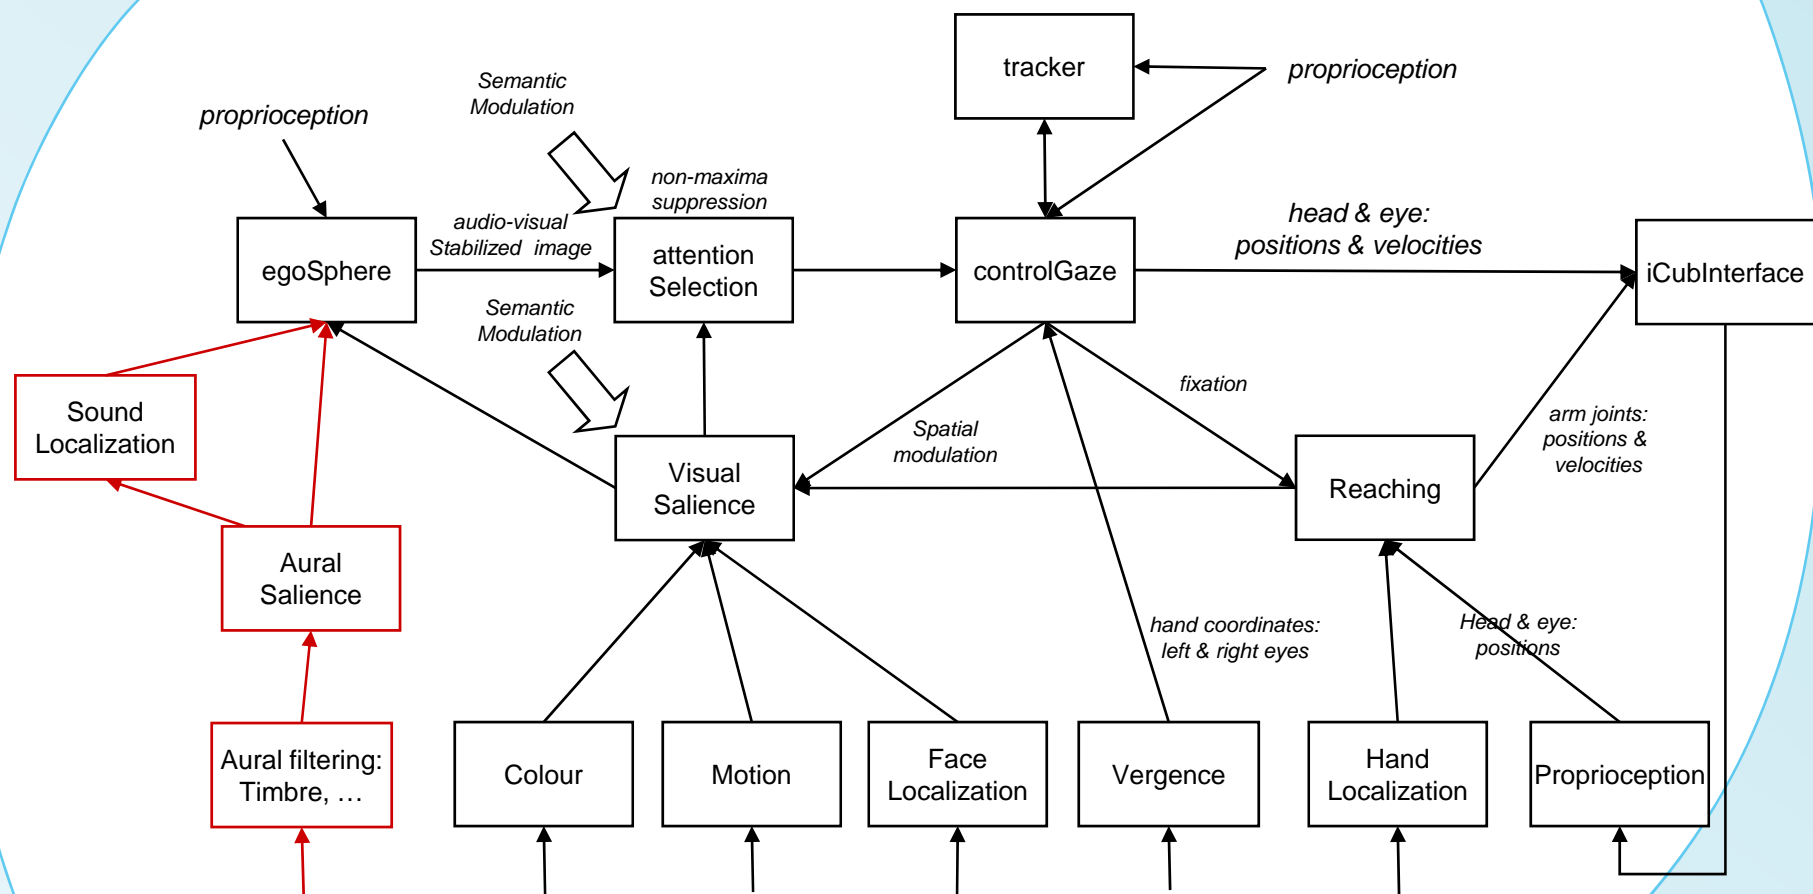 tracker
proprioception
Semantic
Modulation
proprioception
non-maxima
suppression
audio-visual
Stabilized image
head & eye:
positions & velocities
egoSphere
attention
Selection
controlGaze
iCubInterface
Semantic
Modulation
fixation
Sound
Localization
Spatial
modulation
arm joints:
positions &
velocities
Visual
Salience
Reaching
Aural
Salience
hand coordinates:
left & right eyes
Head & eye:
positions
Aural filtering:
Timbre, …
Colour
Motion
Face
Localization
Vergence
Hand
Localization
Proprioception